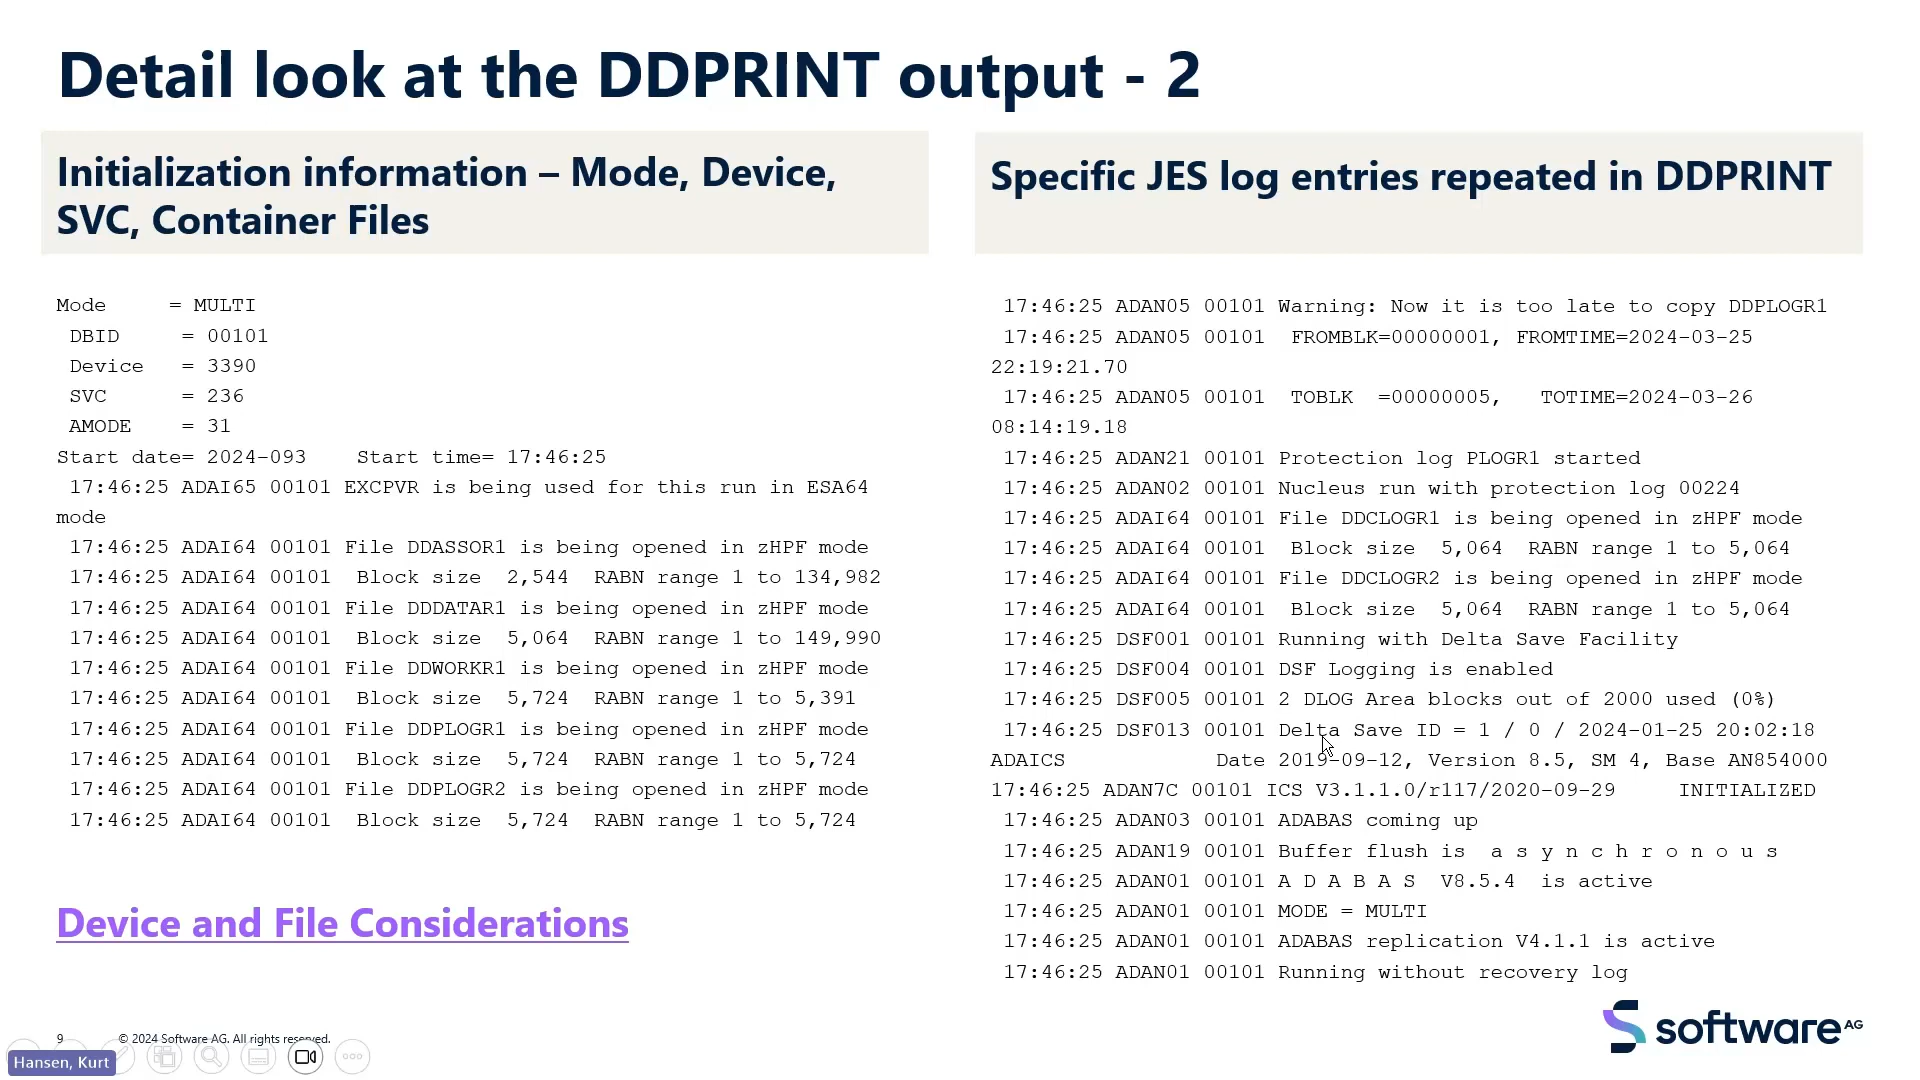 Detail look at the DDPRINT output - 2
Initialization information – Mode, Device,
SVC, Container Files
Mode = MULTI
DBID = 00101
Device = 3390
SVC = 236
AMODE = 31
Start date= 2024-093 Start time= 17:46:25
17:46:25 ADAI65 00101 EXCPVR is being used for this run in ESA64
mode
17:46:25 ADAI64 00101 File DDASSOR1 is being opened in zHPF mode
17:46:25 ADAI64 00101 Block size 2,544 RABN range 1 to 134,982
17:46:25 ADAI64 00101 File DDDATAR1 is being opened in zHPF mode
17:46:25 ADAI64 00101 Block size 5,064 RABN range 1 to 149,990
17:46:25 ADAI64 00101 File DDWORKR1 is being opened in zHPF mode
17:46:25 ADAI64 00101 Block size 5,724 RABN range 1 to 5,391
17:46:25 ADAI64 00101 File DDPLOGR1 is being opened in zHPF mode
17:46:25 ADAI64 00101 Block size 5,724 RABN range 1 to 5,724
17:46:25 ADAI64 00101 File DDPLOGR2 is being opened in zHPF mode
17:46:25 ADAI64 00101 Block size 5,724 RABN range 1 to 5,724
Device and File Considerations
Specific JES log entries repeated in DDPRINT
17:46:25 ADAN05 00101 Warning: Now it is too late to copy DDPLOGR1
17:46:25 ADAN05 00101 FROMBLK=00000001, FROMTIME=2024-03-25
22:19:21.70
17:46:25 ADAN05 00101 TOBLK =00000005, TOTIME=2024-03-26
08:14:19.18
17:46:25 ADAN21 00101 Protection log PLOGR1 started
17:46:25 ADAN02 00101 Nucleus run with protection log 00224
17:46:25 ADAI64 00101 File DDCLOGR1 is being opened in zHPF mode
17:46:25 ADAI64 00101 Block size 5,064 RABN range 1 to 5,064
17:46:25 ADAI64 00101 File DDCLOGR2 is being opened in zHPF mode
17:46:25 ADAI64 00101 Block size 5,064 RABN range 1 to 5,064
17:46:25 DSF001 00101 Running with Delta Save Facility
17:46:25 DSF004 00101 DSF Logging is enabled
17:46:25 DSF005 00101 2 DLOG Area blocks out of 2000 used (0%)
17:46:25 DSF013 00101 Delta Save ID = 1 / 0 / 2024-01-25 20:02:18
ADAICS Date 2019-09-12, Version 8.5, SM 4, Base AN854000
17:46:25 ADAN7C 00101 ICS V3.1.1.0/r117/2020-09-29 INITIALIZED
17:46:25 ADAN03 00101 ADABAS coming up
17:46:25 ADAN19 00101 Buffer flush is a s y n c h r o n o u s
17:46:25 ADAN01 00101 A D A B A S V8.5.4 is active
17:46:25 ADAN01 00101 MODE = MULTI
17:46:25 ADAN01 00101 ADABAS replication V4.1.1 is active
17:46:25 ADAN01 00101 Running without recovery log
9
© 2024 Software AG. All rights reserved.
Hansen, Kurt
software AG